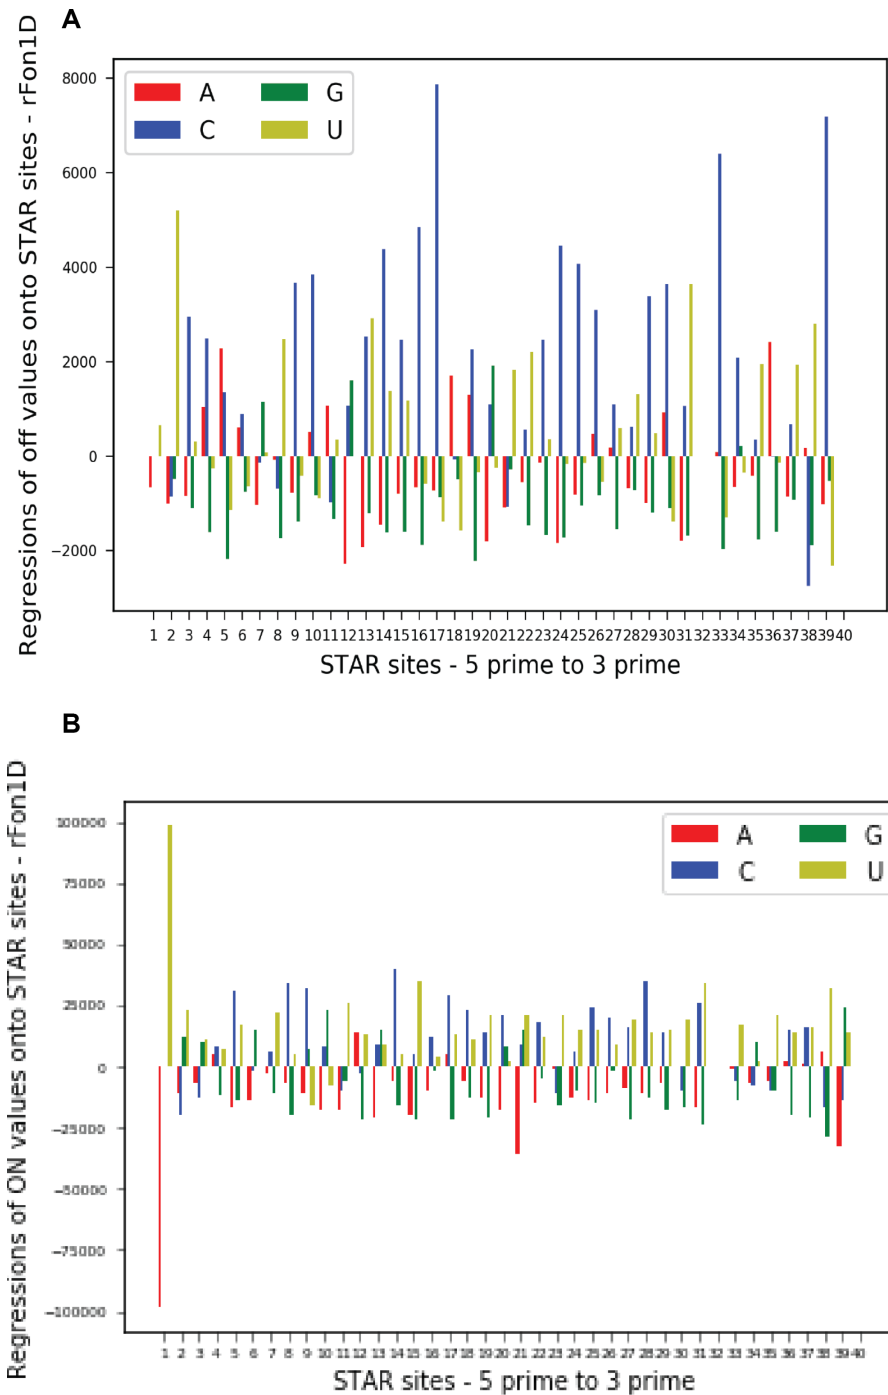 A
Regressions of off values onto STAR sites - rFon1D
8000
6000
4000
2000
0
−2000
A
C
G
U
1 2 3 4 5 6 7 8 9 10 11 12 13 14 15 16 17 18 19 20 21 22 23 24 25 26 27 28 29 30 31 32 33 34 35 36 37 38 39 40
STAR sites - 5 prime to 3 prime
B
Regressions of ON values onto STAR sites - rFon1D
100000
75000
50000
25000
0
−25000
−50000
−75000
−100000
A
C
G
U
1 2 3 4 5 6 7 8 9 10 11 12 13 14 15 16 17 18 19 20 21 22 23 24 25 26 27 28 29 30 31 32 33 34 35 36 37 38 39 40
STAR sites - 5 prime to 3 prime